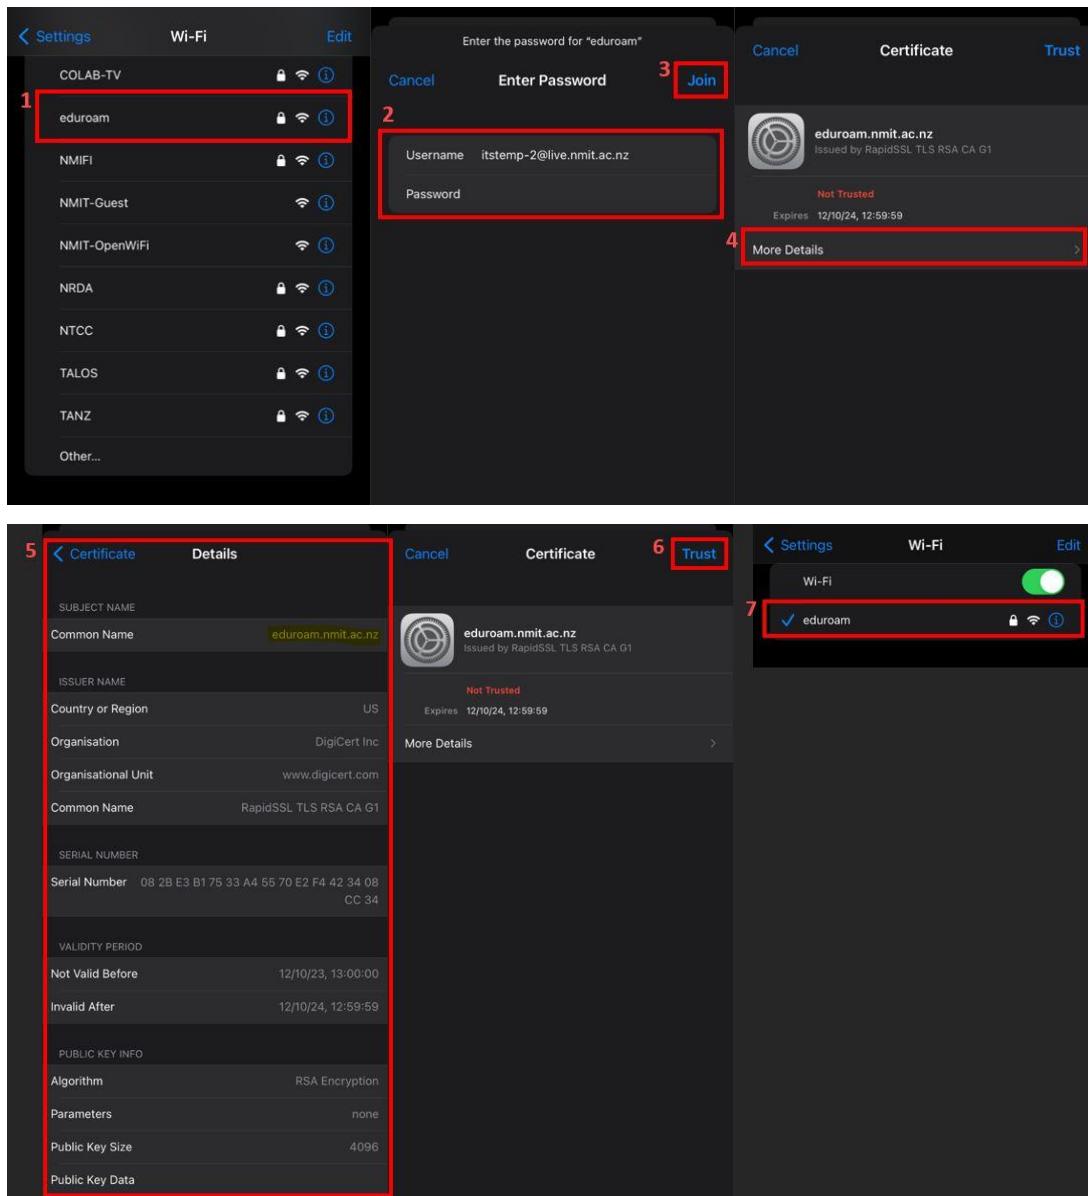 Settings Wi-Fi Edit
COLAB-TV
1
eduroam
NMIFI
NMIT-Guest
NMIT-OpenWiFi
NRDA
NTCC
TALOS
TANZ
Other...
Enter the password for "eduroam"
Cancel Enter Password 3 Join
2
Username itstemp-2@live.nmit.ac.nz
Password
Cancel Certificate Trust
eduroam.nmit.ac.nz
Issued by RapidSSL TLS RSA CA G1
Not Trusted
Expires 12/10/24, 12:59:59
4 More Details
5 Certificate Details
SUBJECT NAME
Common Name eduroam.nmit.ac.nz
ISSUER NAME
Country or Region US
Organisation DigiCert Inc
Organisational Unit www.digicert.com
Common Name RapidSSL TLS RSA CA G1
SERIAL NUMBER
Serial Number 08 2B E3 B1 75 33 A4 55 70 E2 F4 42 34 08
CC 34
VALIDITY PERIOD
Not Valid Before 12/10/23, 13:00:00
Invalid After 12/10/24, 12:59:59
PUBLIC KEY INFO
Algorithm RSA Encryption
Parameters none
Public Key Size 4096
Public Key Data
Cancel Certificate 6 Trust
eduroam.nmit.ac.nz
Issued by RapidSSL TLS RSA CA G1
Not Trusted
Expires 12/10/24, 12:59:59
More Details
Settings Wi-Fi Edit
Wi-Fi
7 eduroam